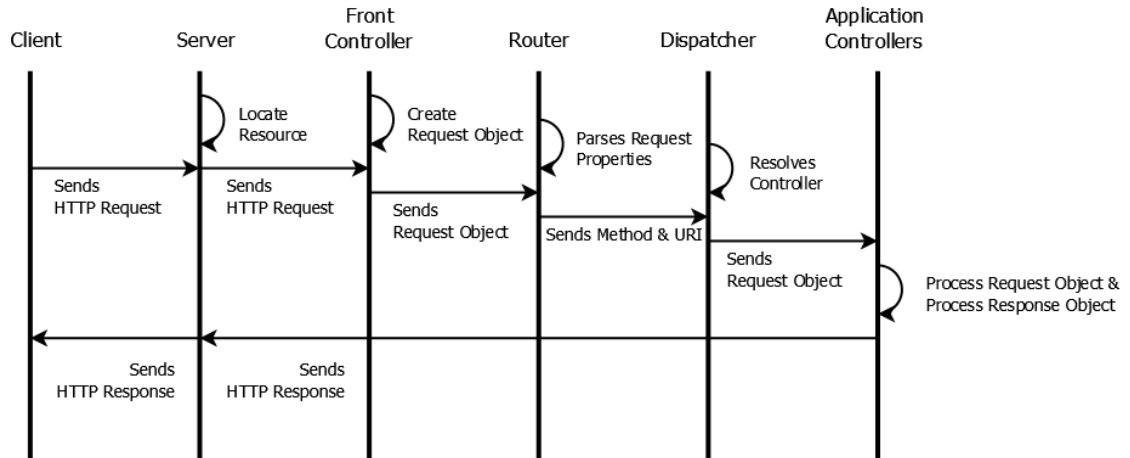 Client
Server
Front
Controller
Router
Dispatcher
Application
Controllers
Locate
Resource
Create
Request Object
Parses Request
Properties
Resolves
Controller
Sends
HTTP Request
Sends
HTTP Request
Sends
Request Object
Sends Method & URI
Sends
Request Object
Process Request Object &
Process Response Object
Sends
HTTP Response
Sends
HTTP Response